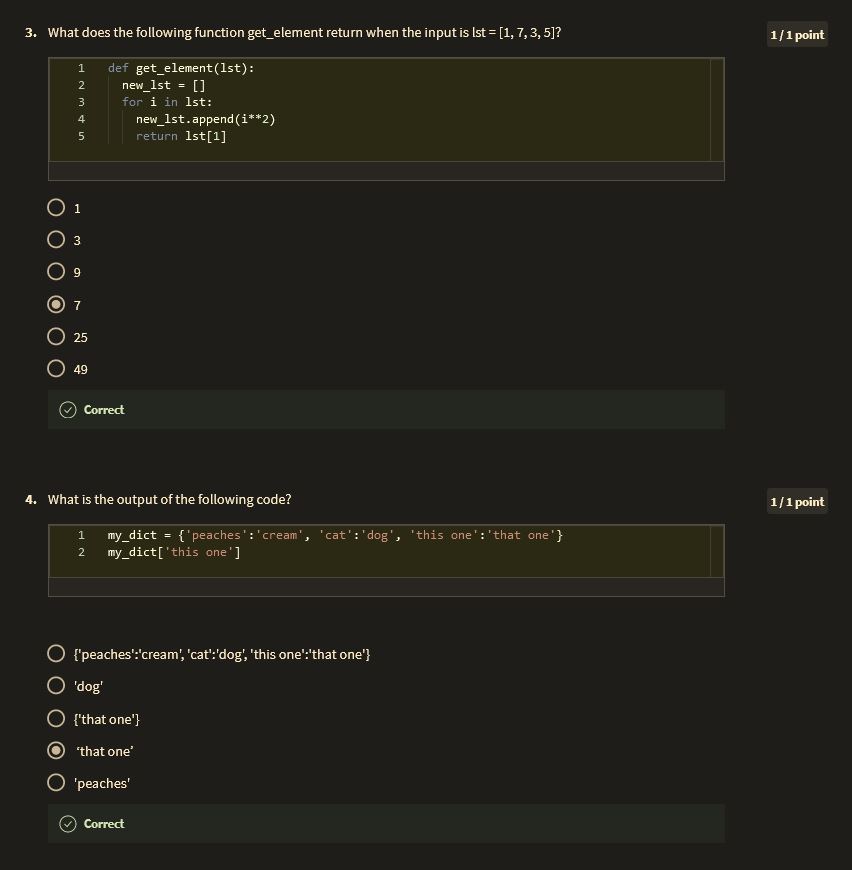 3. What does the following function get_element return when the input is lst = [1, 7, 3, 5]?
1 / 1 point
1 def get_element(lst):
2 new_lst = []
3 for i in lst:
4 new_lst.append(i**2)
5 return lst[1]
1
3
9
7
25
49
Correct
4. What is the output of the following code?
1 / 1 point
1 my_dict = {'peaches':'cream', 'cat':'dog', 'this one':'that one'}
2 my_dict['this one']
{'peaches':'cream', 'cat':'dog', 'this one':'that one'}
'dog'
{'that one'}
‘that one’
'peaches'
Correct